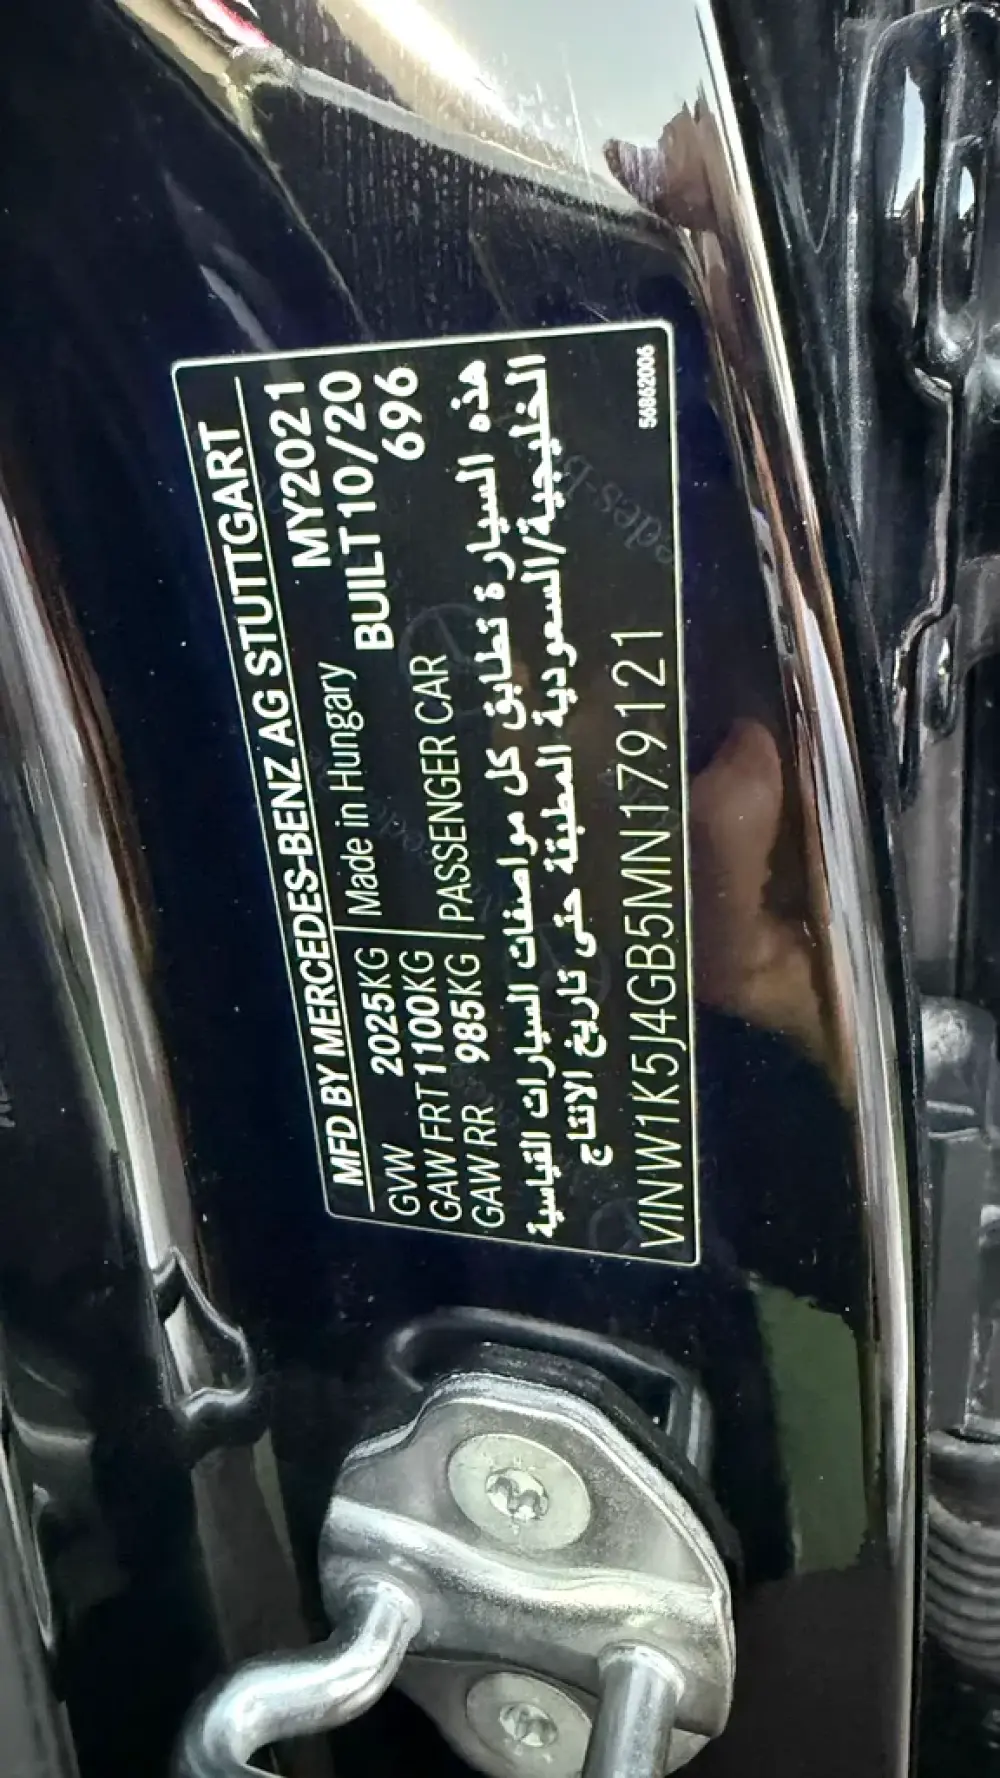 MFD BY MERCEDES-BENZ AG STUTTGART
GVW 2025KG Made in Hungary MY2021
GAW FRT 1100KG BUILT 10/20
GAW RR 985KG PASSENGER CAR 696
هذه السيارة تطابق كل مواصفات السيارات القياسية
الخليجية/السعودية المطبقة حتى تاريخ الانتاج
VIN W1K5J4GB5MN179121
56862006